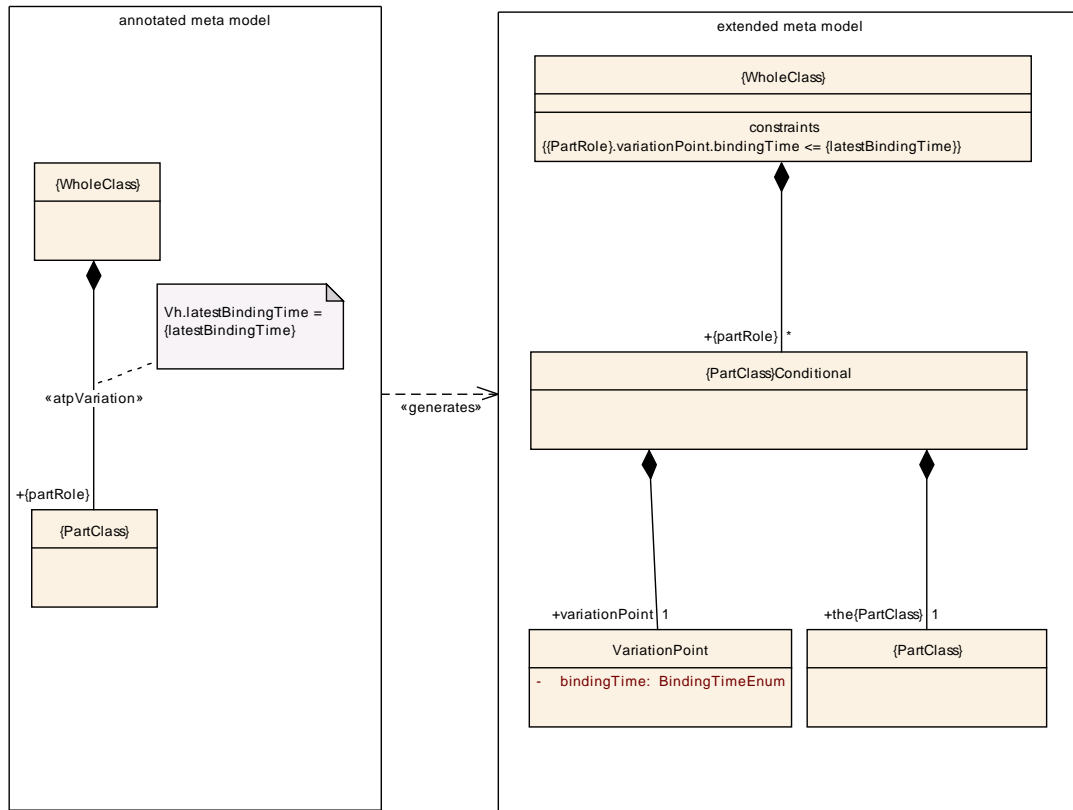 annotated meta model
{WholeClass}
Vh.latestBindingTime =
{latestBindingTime}
«atpVariation»
+{partRole}
{PartClass}
«generates»
extended meta model
{WholeClass}
constraints
{{PartRole}.variationPoint.bindingTime <= {latestBindingTime}}
+{partRole} *
{PartClass}Conditional
+variationPoint 1
+the{PartClass} 1
VariationPoint
- bindingTime: BindingTimeEnum
{PartClass}